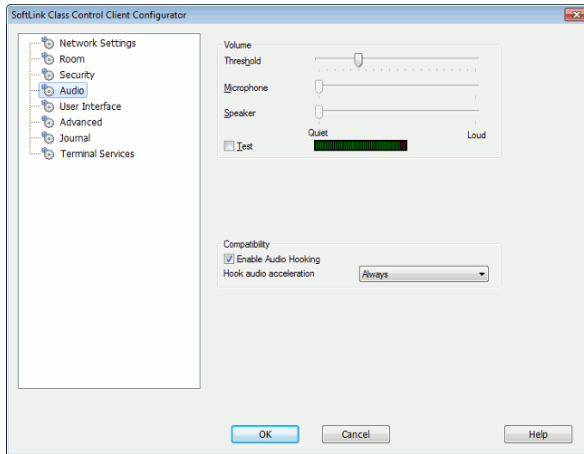 SoftLink Class Control Client Configurator
Network Settings
Room
Security
Audio
User Interface
Advanced
Journal
Terminal Services
Volume
Threshold
Microphone
Speaker
Quiet
Loud
Test
Compatibility
Enable Audio Hooking
Hook audio acceleration
Always
OK
Cancel
Help